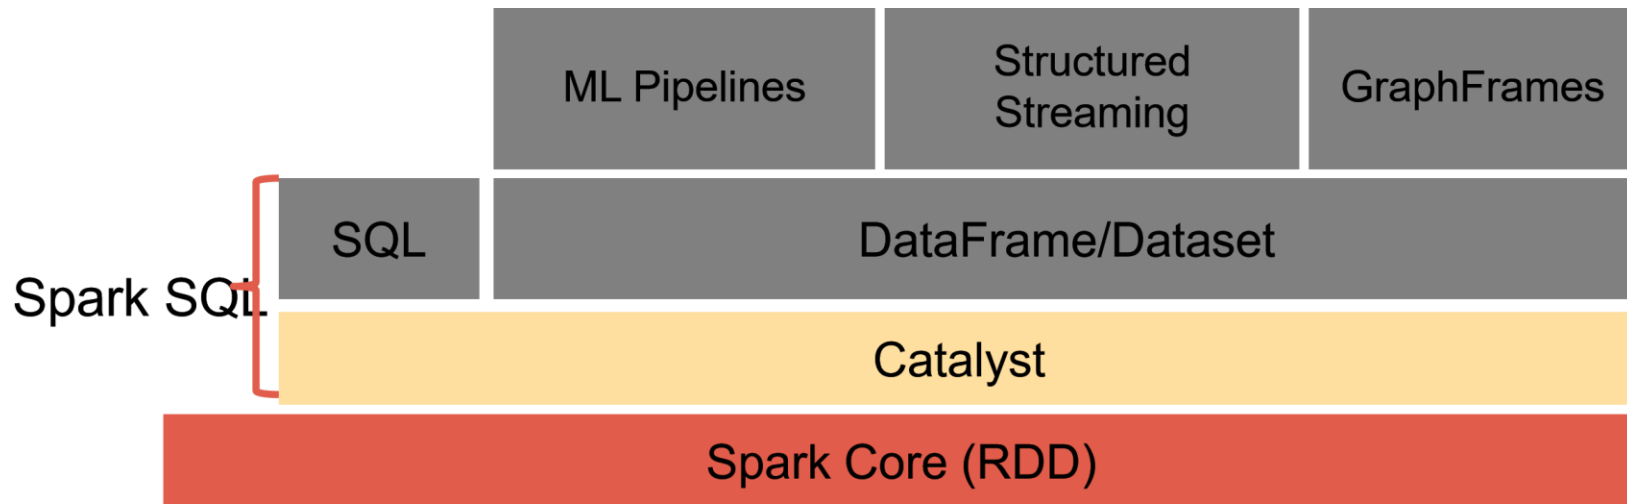 ML Pipelines
Structured
Streaming
GraphFrames
SQL
DataFrame/Dataset
Spark SQL
Catalyst
Spark Core (RDD)